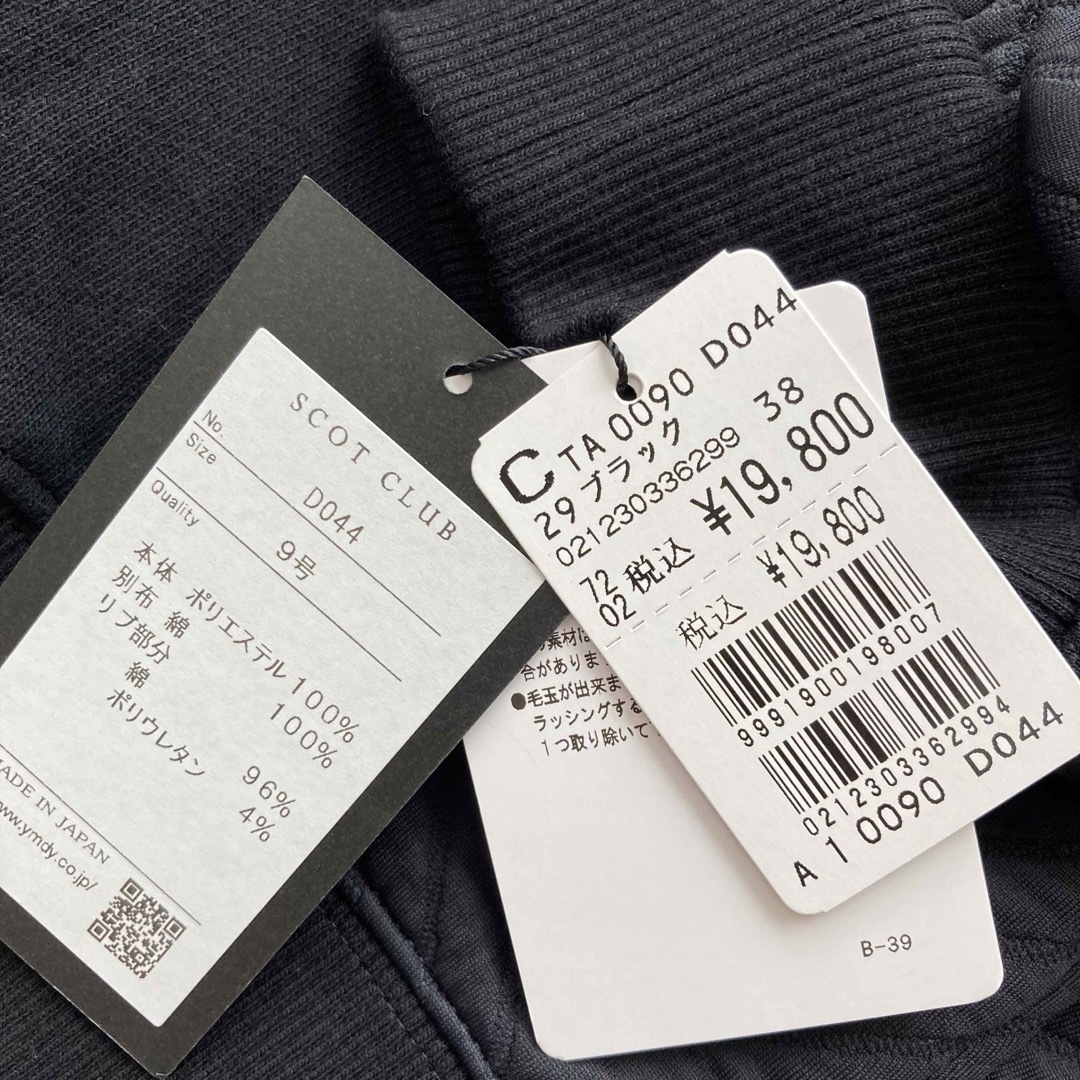 SCOT CLUB
No. D044
Size 9号
Quality
本体 ポリエステル 100%
別布 綿 100%
リブ部分
綿 96%
ポリウレタン 4%
MADE IN JAPAN
www.ymdy.co.jp/
C TA 0090 D044
29 ブラック 38
021230336299
72
02 税込 ¥19,800
税込 ¥19,800
9991900198007
0212303362994
A 1 0090 D044
素材は
合がありま
●毛玉が出来ま
ラッシングする
1つ取り除いて
B-39